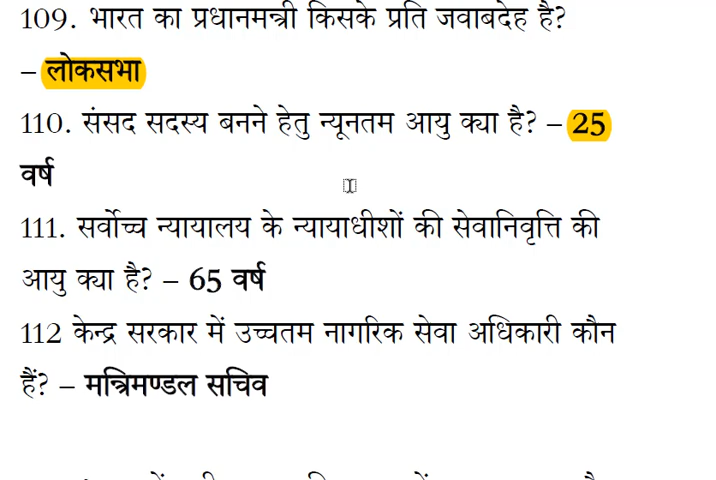 109. भारत का प्रधानमन्त्री किसके प्रति जवाबदेह है?
– लोकसभा
110. संसद सदस्य बनने हेतु न्यूनतम आयु क्या है? – 25
वर्ष
111. सर्वोच्च न्यायालय के न्यायाधीशों की सेवानिवृत्ति की
आयु क्या है? – 65 वर्ष
112 केन्द्र सरकार में उच्चतम नागरिक सेवा अधिकारी कौन
हैं? – मन्त्रिमण्डल सचिव